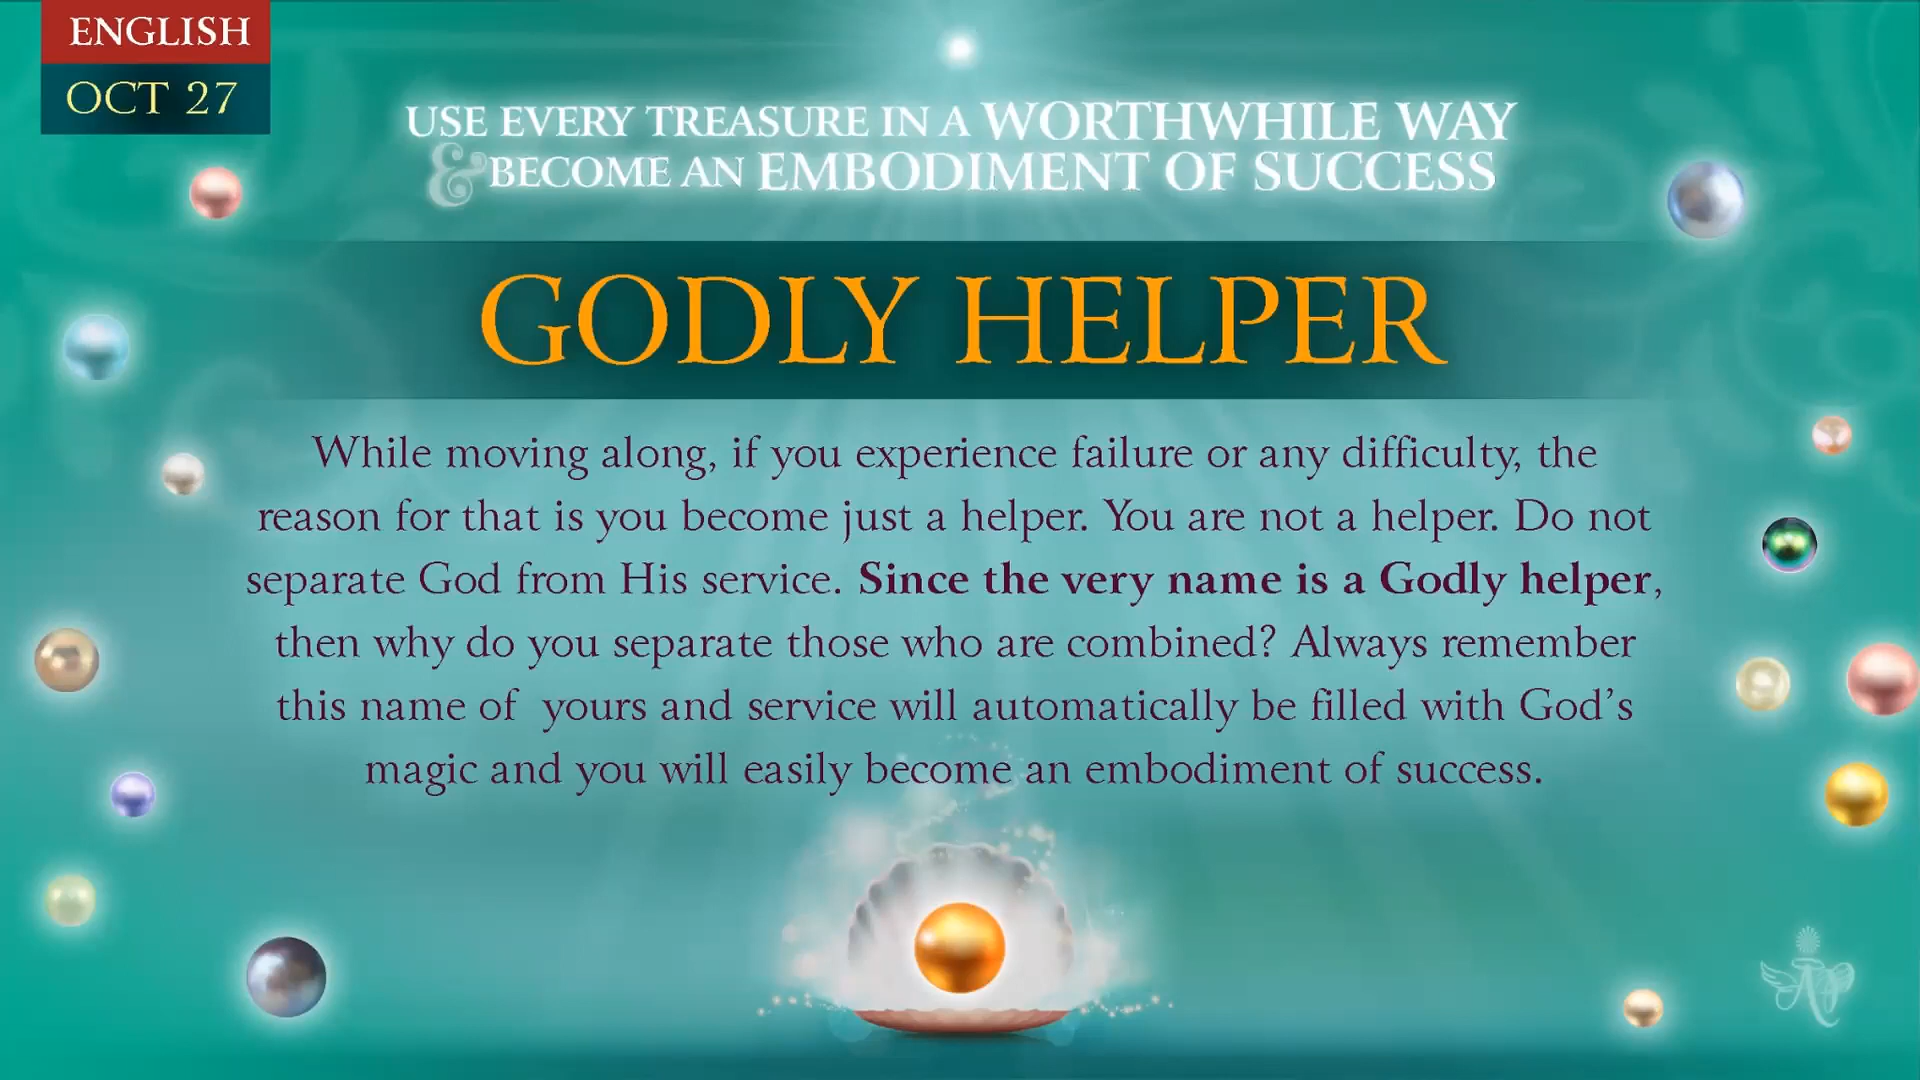 ENGLISH
OCT 27
USE EVERY TREASURE IN A WORTHWHILE WAY
& BECOME AN EMBODIMENT OF SUCCESS
GODLY HELPER
While moving along, if you experience failure or any difficulty, the
reason for that is you become just a helper. You are not a helper. Do not
separate God from His service. Since the very name is a Godly helper,
then why do you separate those who are combined? Always remember
this name of yours and service will automatically be filled with God's
magic and you will easily become an embodiment of success.